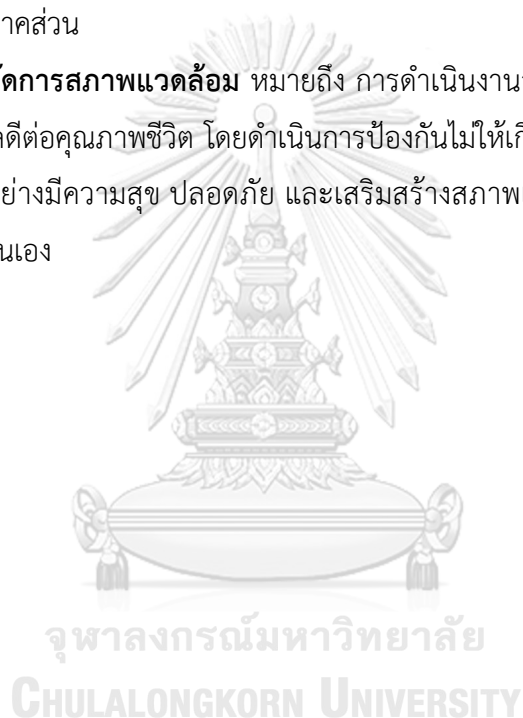 าคส่วน
ัดการสภาพแวดล้อม หมายถึง การดำเนินงาน
ดีต่อคุณภาพชีวิต โดยดำเนินการป้องกันไม่ให้เกิ
ย่างมีความสุข ปลอดภัย และเสริมสร้างสภาพ
นเอง
จุฬาลงกรณ์มหาวิทยาลัย
CHULALONGKORN UNIVERSITY